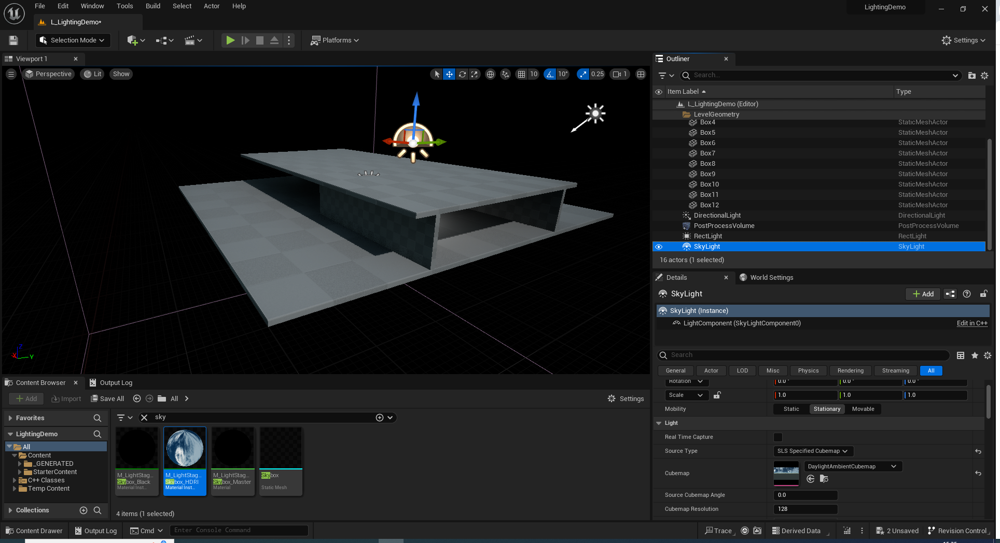 File Edit Window Tools Build Select Actor Help
LightingDemo
L_LightingDemo*
Selection Mode
Platforms
Settings
Viewport 1
Perspective Lit Show
10 10° 0.25 1
Z
X Y
Outliner
Search...
Item Label Type
L_LightingDemo (Editor)
LevelGeometry
Box4 StaticMeshActor
Box5 StaticMeshActor
Box6 StaticMeshActor
Box7 StaticMeshActor
Box8 StaticMeshActor
Box9 StaticMeshActor
Box10 StaticMeshActor
Box11 StaticMeshActor
Box12 StaticMeshActor
DirectionalLight DirectionalLight
PostProcessVolume PostProcessVolume
RectLight RectLight
SkyLight SkyLight
16 actors (1 selected)
Details World Settings
SkyLight
Add
SkyLight (Instance)
LightComponent (SkyLightComponent0) Edit in C++
Search
General Actor LOD Misc Physics Rendering Streaming All
Rotation 0.0 ° 0.0 ° 0.0 °
Scale 1.0 1.0 1.0
Mobility Static Stationary Movable
Light
Real Time Capture
Source Type SLS Specified Cubemap
Cubemap DaylightAmbientCubemap
Source Cubemap Angle 0.0
Cubemap Resolution 128
Content Browser Output Log
Add Import Save All All Settings
Favorites
LightingDemo
All
Content
_GENERATED
StarterContent
C++ Classes
Temp Content
Collections
sky
M_LightStag...
Skybox_Black
Material Inst...
M_LightStag...
Skybox_HDRI
Material Inst...
M_LightStag...
Skybox_Master
Material
Skybox
Static Mesh
4 items (1 selected)
Content Drawer Output Log Cmd Enter Console Command
Trace Derived Data 2 Unsaved Revision Control